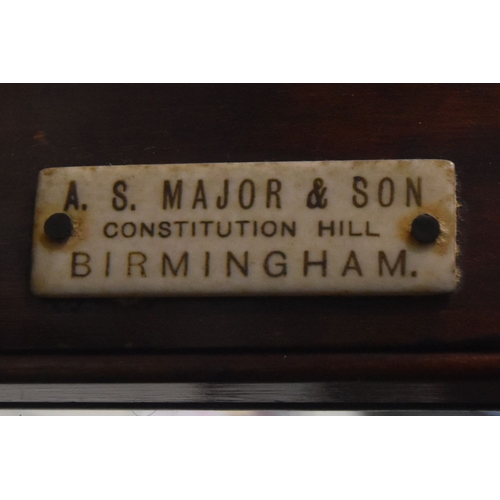 A. S. MAJOR & SON
CONSTITUTION HILL
BIRMINGHAM.